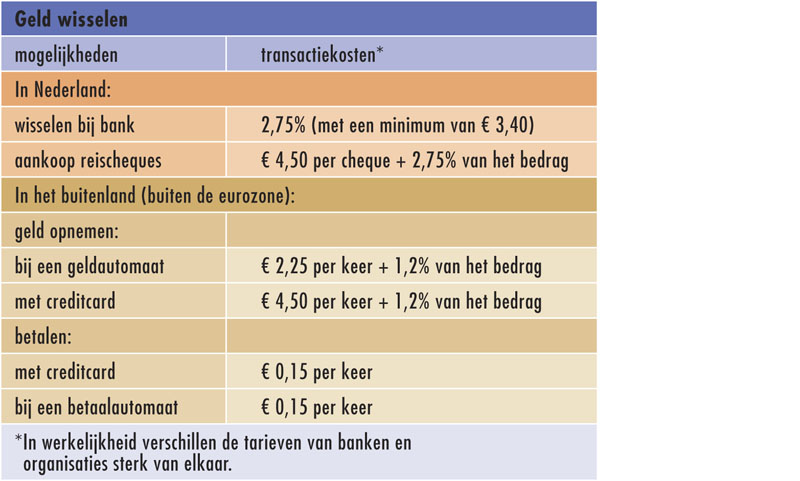 Geld wisselen
mogelijkheden transactiekosten*
In Nederland:
wisselen bij bank 2,75% (met een minimum van € 3,40)
aankoop reischeques € 4,50 per cheque + 2,75% van het bedrag
In het buitenland (buiten de eurozone):
geld opnemen:
bij een geldautomaat € 2,25 per keer + 1,2% van het bedrag
met creditcard € 4,50 per keer + 1,2% van het bedrag
betalen:
met creditcard € 0,15 per keer
bij een betaalautomaat € 0,15 per keer
*In werkelijkheid verschillen de tarieven van banken en
organisaties sterk van elkaar.